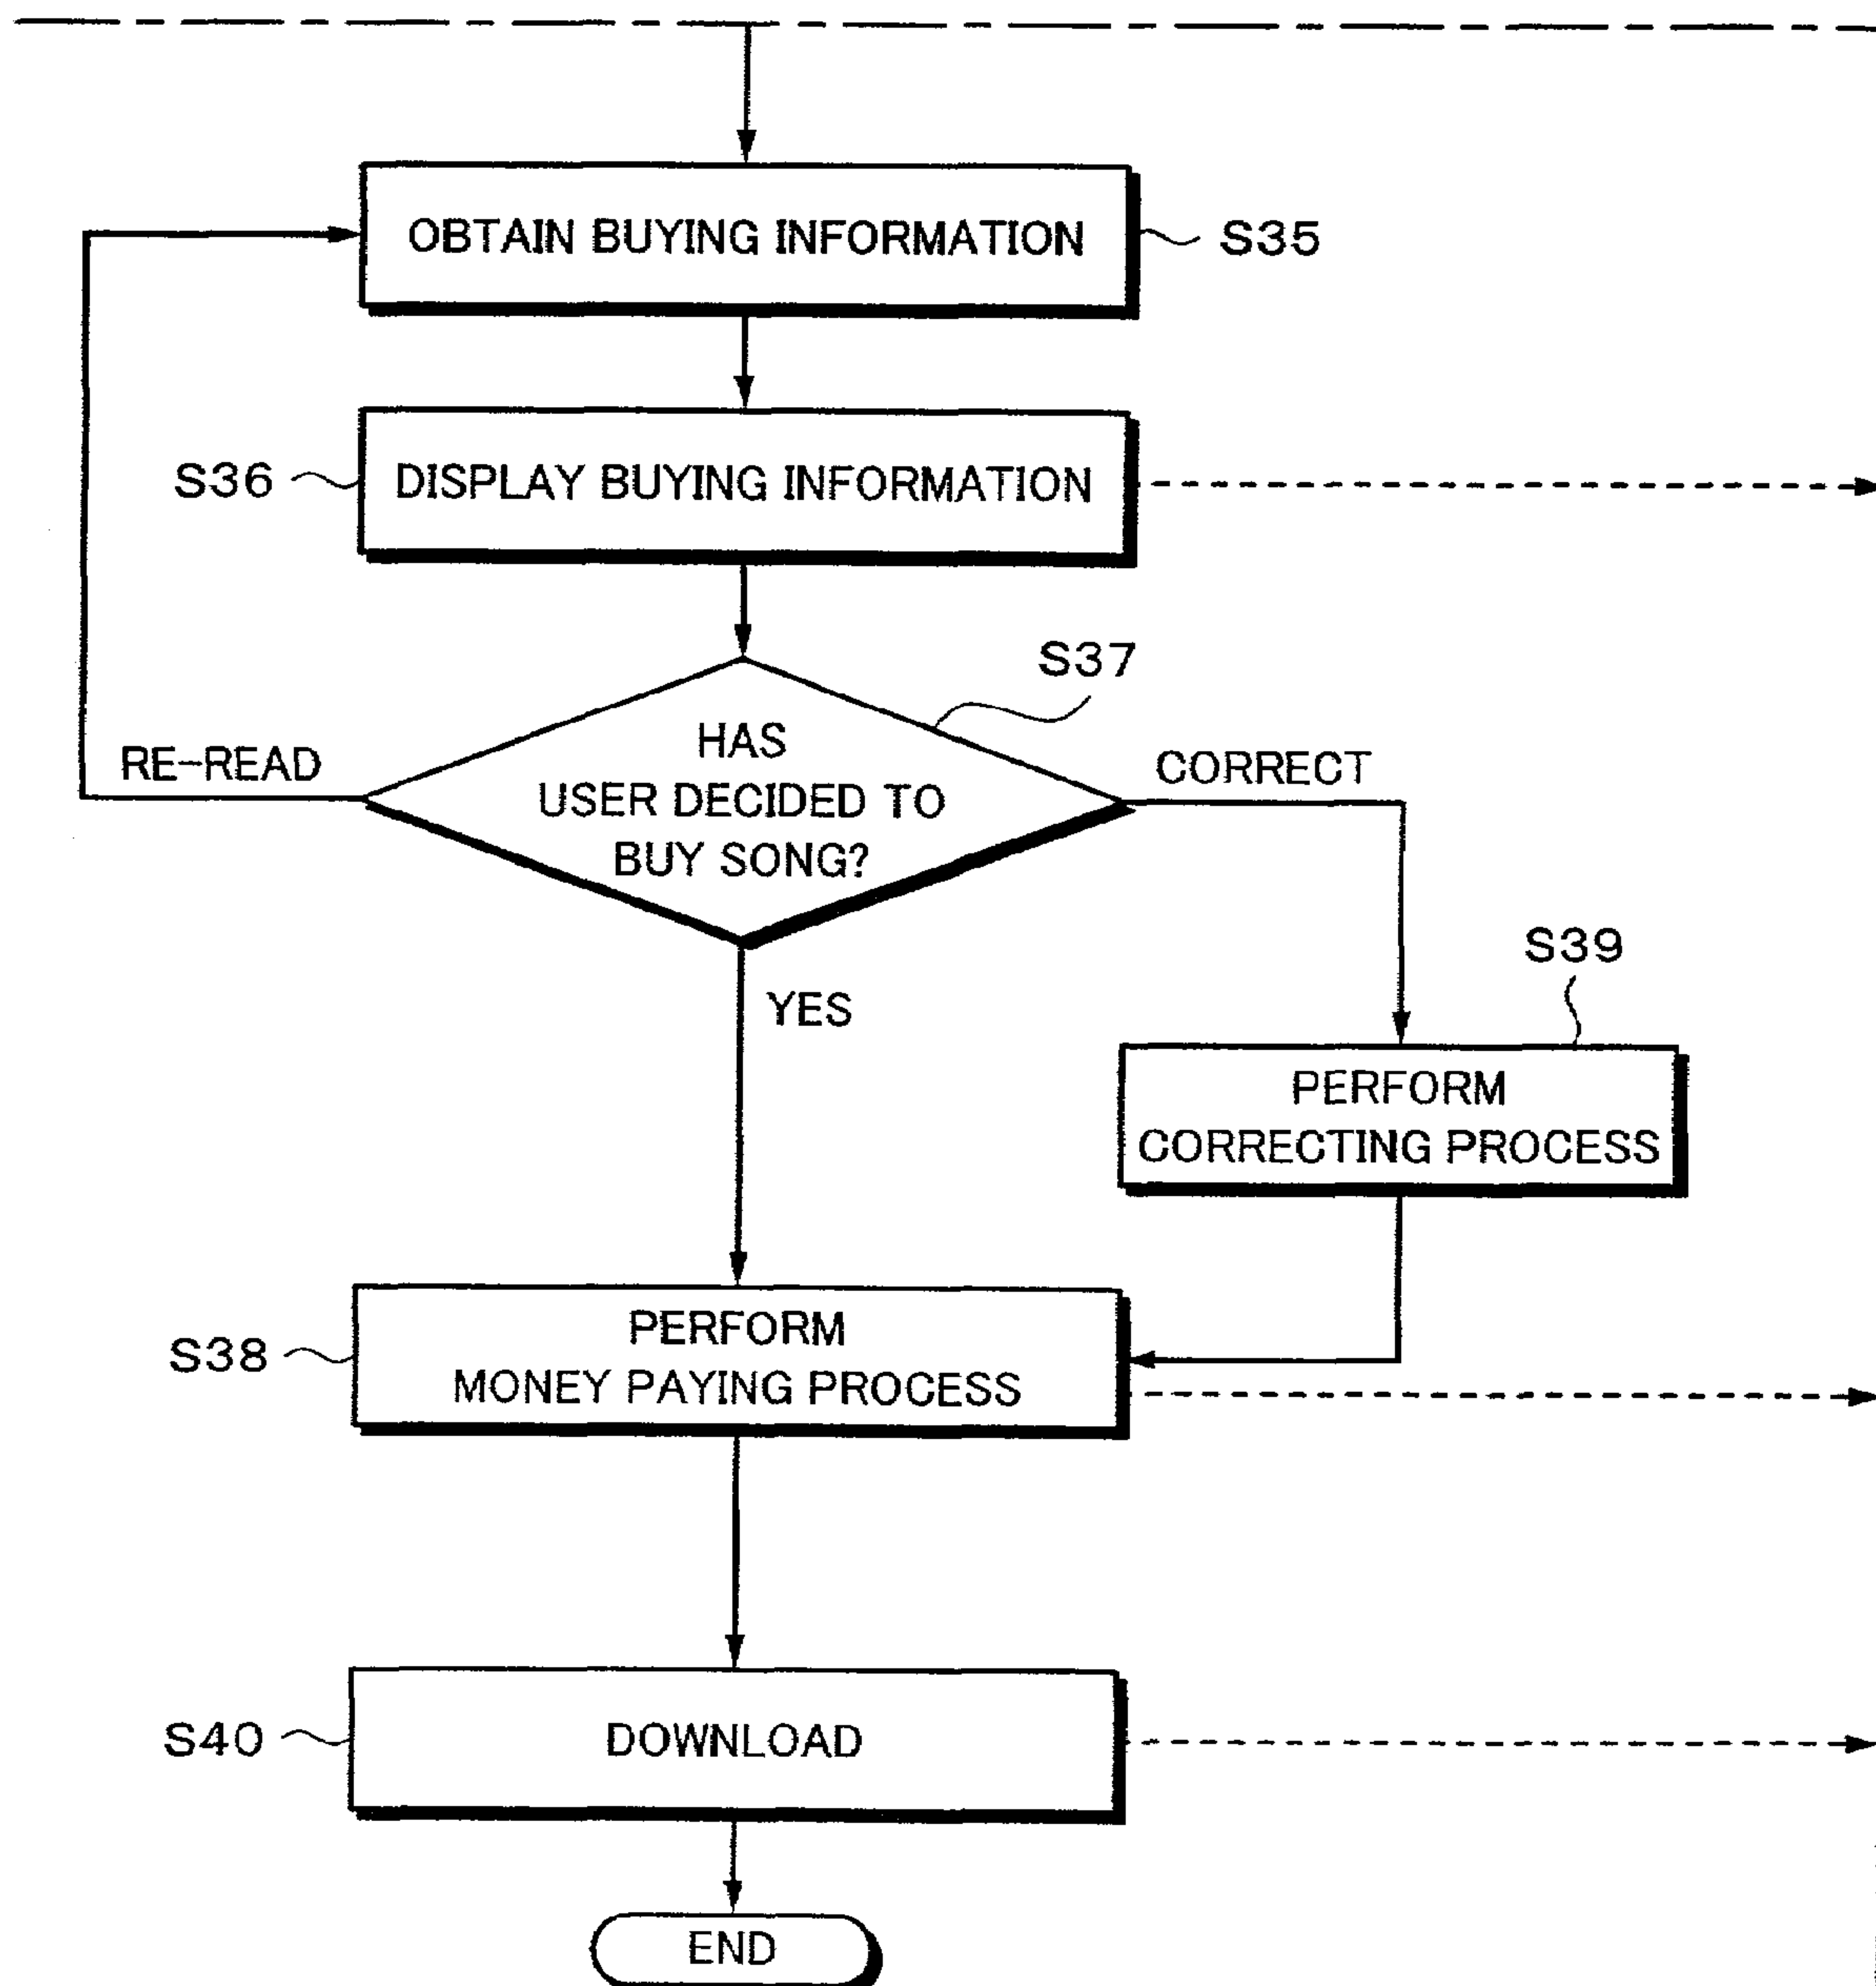 OBTAIN BUYING INFORMATION
S35
S36
DISPLAY BUYING INFORMATION
S37
HAS
USER DECIDED TO
BUY SONG?
RE-READ
CORRECT
YES
S39
PERFORM
CORRECTING PROCESS
S38
PERFORM
MONEY PAYING PROCESS
S40
DOWNLOAD
END